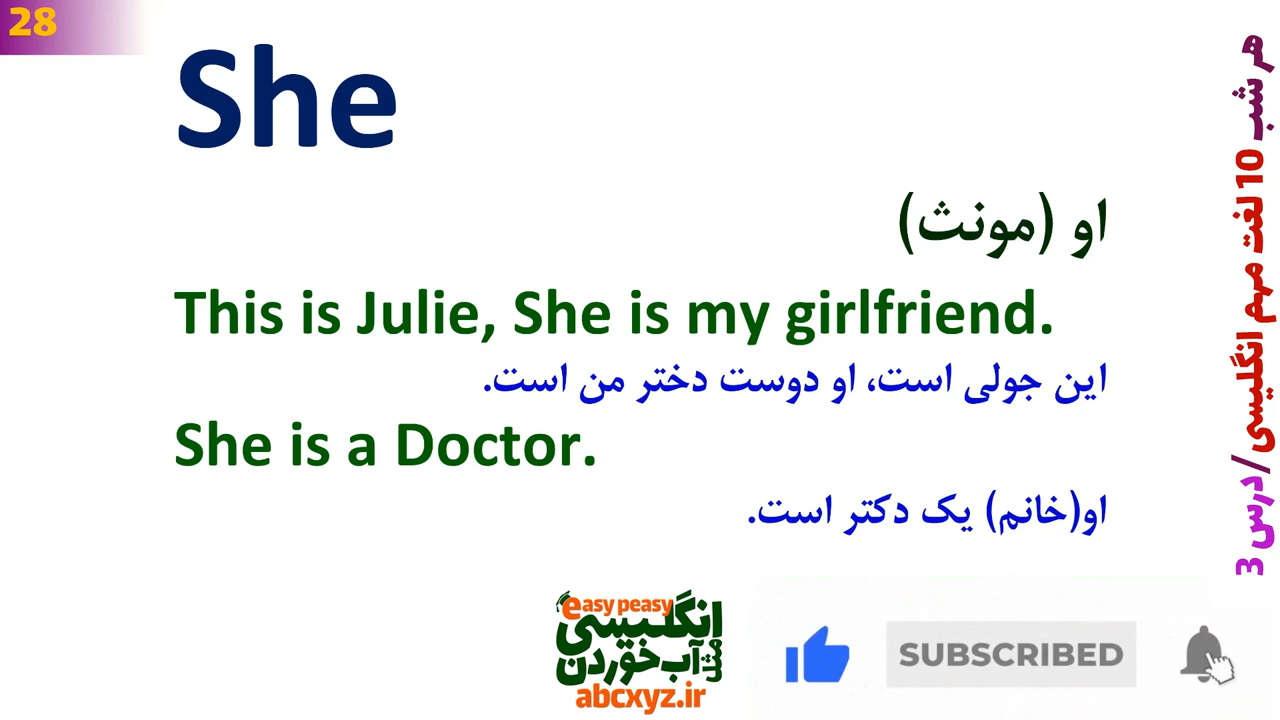 28
She
او (مونث)
This is Julie, She is my girlfriend.
این جولی است، او دوست دختر من است.
She is a Doctor.
او(خانم) یک دکتر است.
هر شب 10 لغت مهم انگلیسی/درس 3
easy peasy
انگلیسی
مثل آب خوردن
abcxyz.ir
SUBSCRIBED